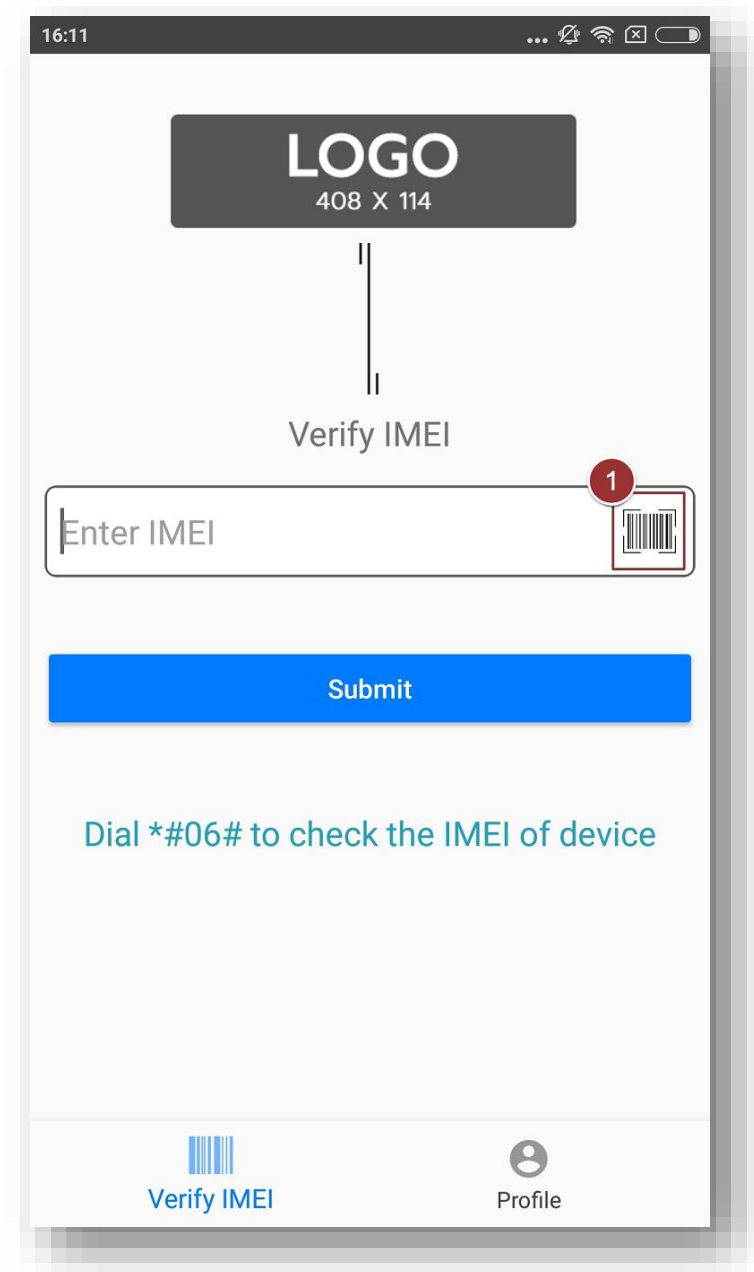 16:11
LOGO
408 X 114
Verify IMEI
1
Enter IMEI
Submit
Dial *#06# to check the IMEI of device
Verify IMEI
Profile